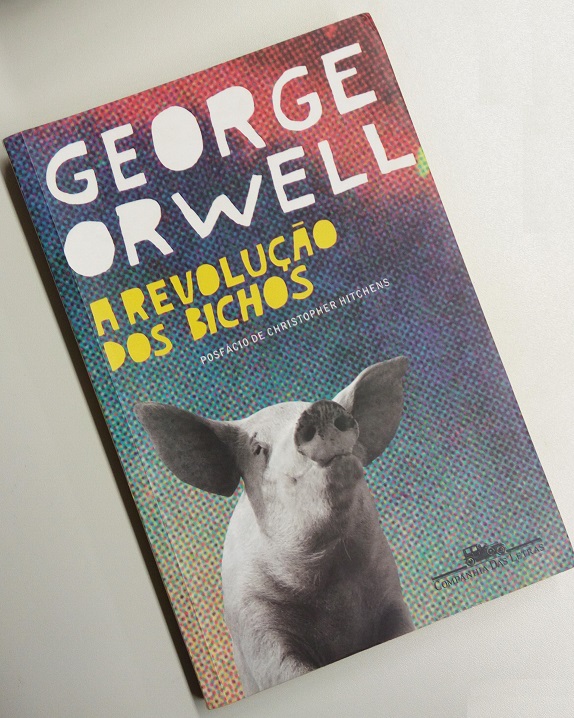 GEORGE
ORWELL
A REVOLUÇÃO
DOS BICHOS
POSFÁCIO DE CHRISTOPHER HITCHENS
COMPANHIA DAS LETRAS